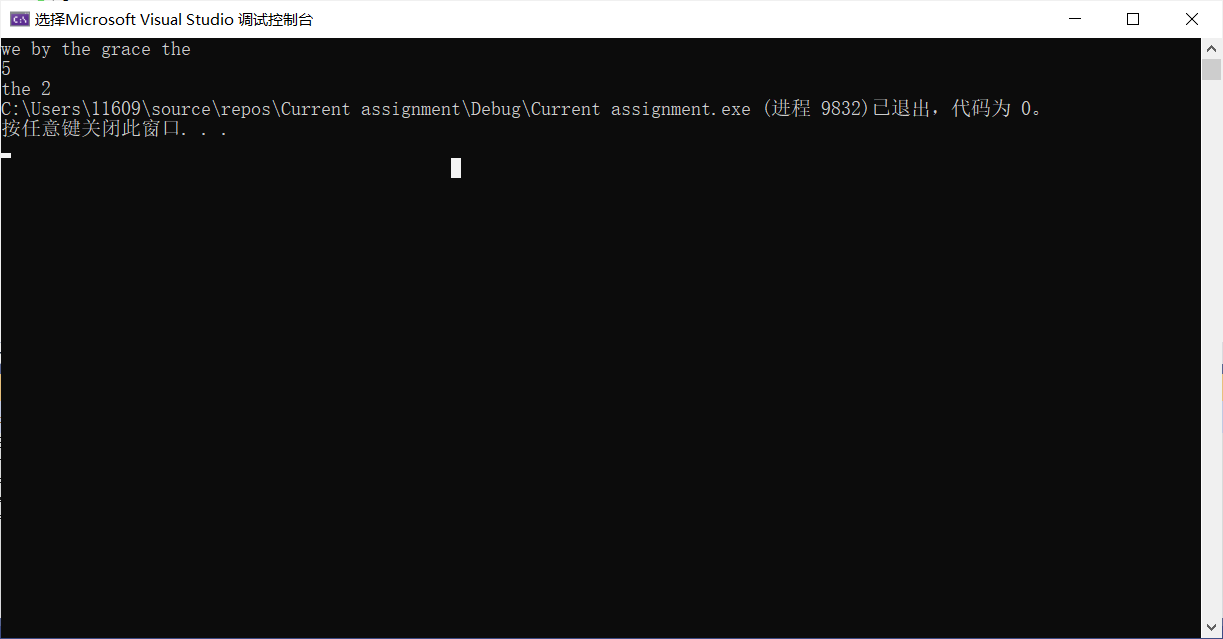 选择Microsoft Visual Studio 调试控制台
we by the grace the
5
the 2
C:\Users\11609\source\repos\Current assignment\Debug\Current assignment.exe (进程 9832)已退出，代码为 0。
按任意键关闭此窗口. . .